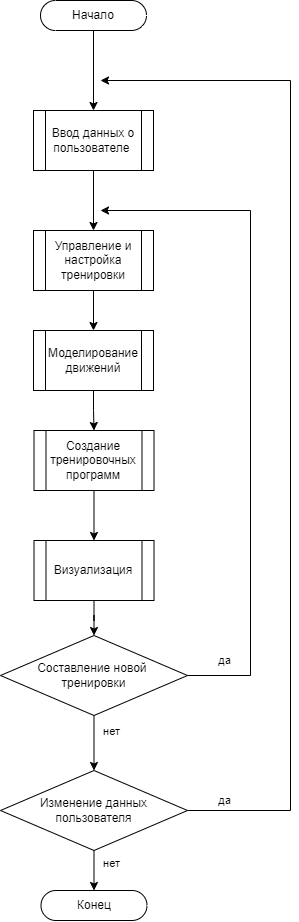 Начало
Ввод данных о
пользователе
Управление и
настройка
тренировки
Моделирование
движений
Создание
тренировочных
программ
Визуализация
Составление новой
тренировки
да
нет
Изменение данных
пользователя
да
нет
Конец